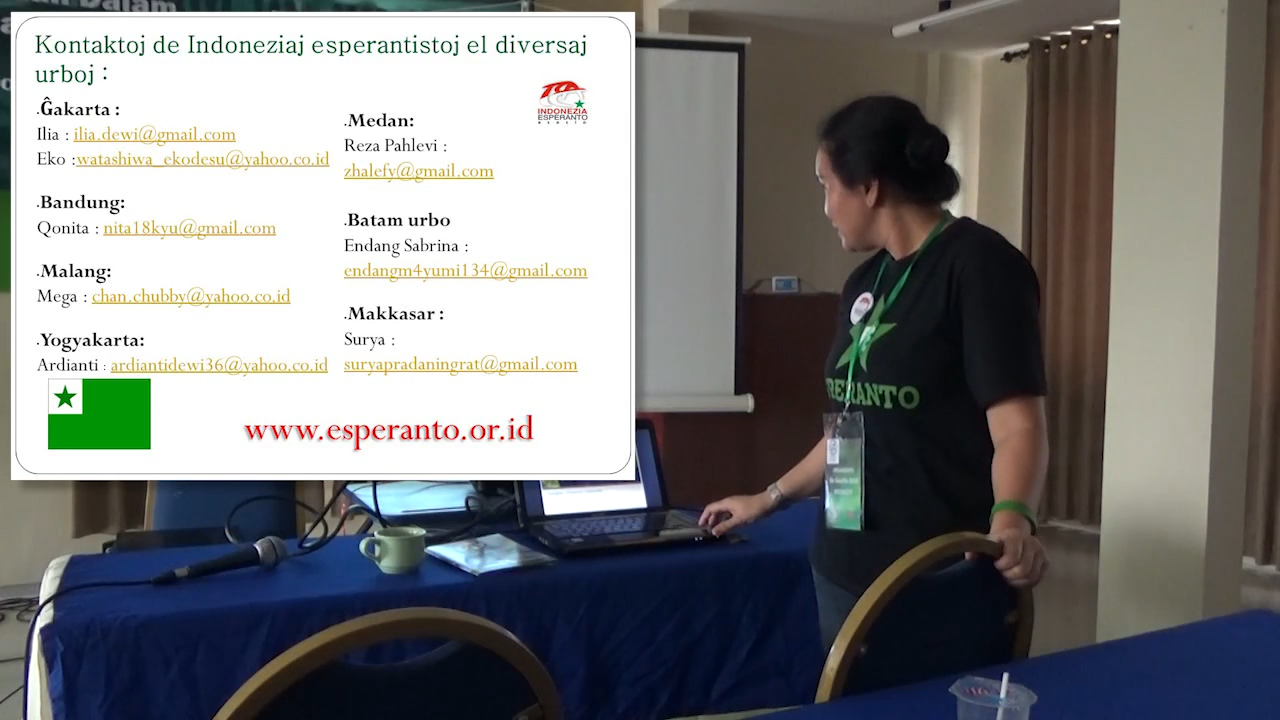 Kontaktoj de Indoneziaj esperantistoj el diversaj
urboj :
.Ĝakarta :
Ilia : ilia.dewi@gmail.com
Eko :watashiwa_ekodesu@yahoo.co.id
.Bandung:
Qonita : nita18kyu@gmail.com
.Malang:
Mega : chan.chubby@yahoo.co.id
.Yogyakarta:
Ardianti : ardiantidewi36@yahoo.co.id
INDONEZIA
ESPERANTO
.Medan:
Reza Pahlevi :
zhalefy@gmail.com
.Batam urbo
Endang Sabrina :
endangm4yumi134@gmail.com
.Makkasar :
Surya :
suryapradaningrat@gmail.com
www.esperanto.or.id
Dalam
ERANTO